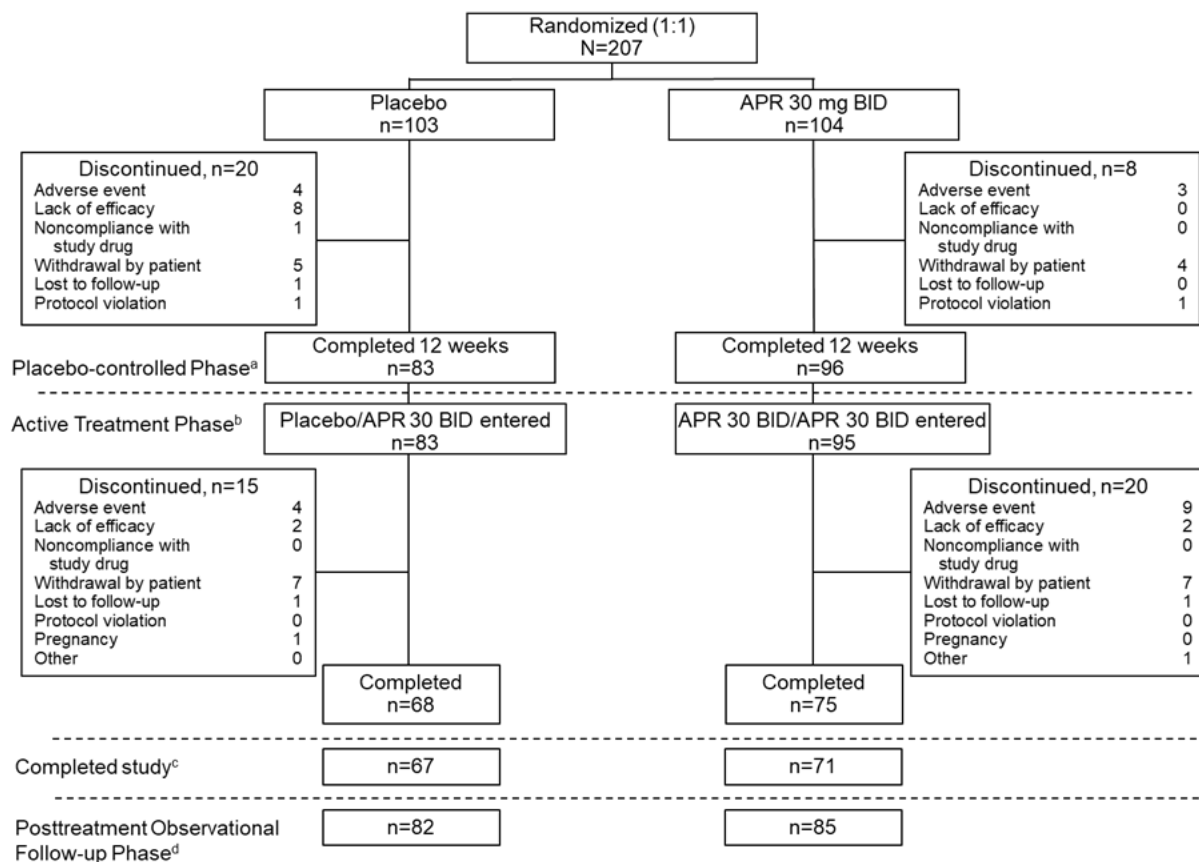 Randomized (1:1)
N=207
Placebo
n=103
APR 30 mg BID
n=104
Discontinued, n=20
Adverse event 4
Lack of efficacy 8
Noncompliance with 1
study drug
Withdrawal by patient 5
Lost to follow-up 1
Protocol violation 1
Discontinued, n=8
Adverse event 3
Lack of efficacy 0
Noncompliance with 0
study drug
Withdrawal by patient 4
Lost to follow-up 0
Protocol violation 1
Placebo-controlled Phaseᵃ
Completed 12 weeks
n=83
Completed 12 weeks
n=96
Active Treatment Phaseᵇ
Placebo/APR 30 BID entered
n=83
APR 30 BID/APR 30 BID entered
n=95
Discontinued, n=15
Adverse event 4
Lack of efficacy 2
Noncompliance with 0
study drug
Withdrawal by patient 7
Lost to follow-up 1
Protocol violation 0
Pregnancy 1
Other 0
Discontinued, n=20
Adverse event 9
Lack of efficacy 2
Noncompliance with 0
study drug
Withdrawal by patient 7
Lost to follow-up 1
Protocol violation 0
Pregnancy 0
Other 1
Completed
n=68
Completed
n=75
Completed studyᶜ
n=67
n=71
Posttreatment Observational
Follow-up Phaseᵈ
n=82
n=85